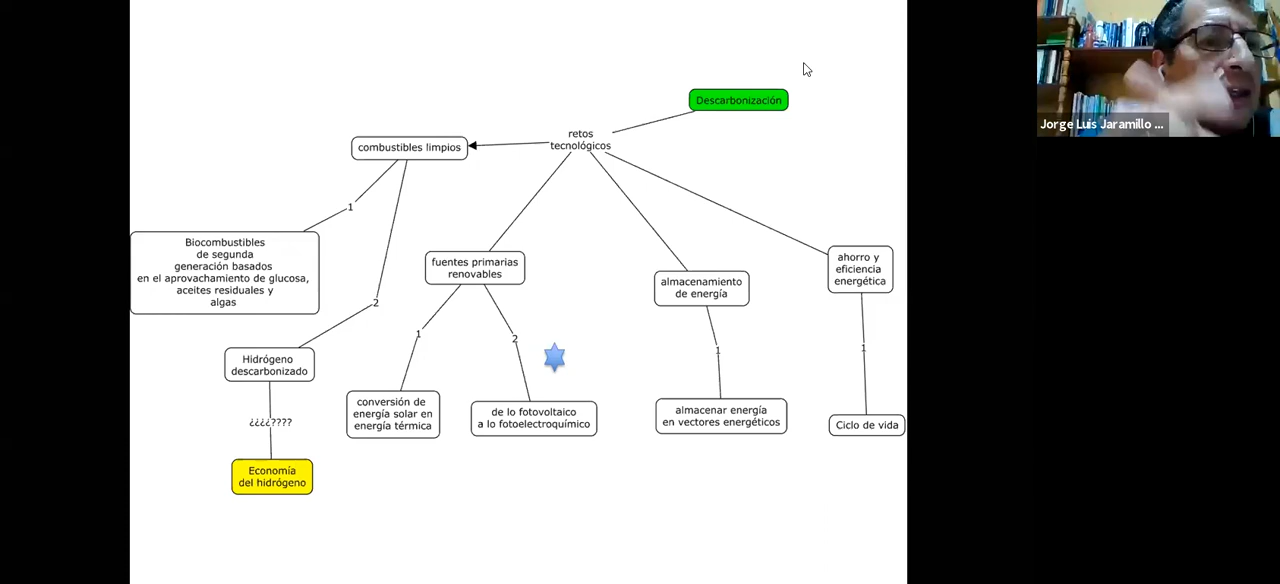 Descarbonización
retos
tecnológicos
combustibles limpios
1
2
Biocombustibles
de segunda
generación basados
en el aprovachamiento de glucosa,
aceites residuales y
algas
Hidrógeno
descarbonizado
¿¿¿¿????
Economía
del hidrógeno
fuentes primarias
renovables
1
2
conversión de
energía solar en
energía térmica
de lo fotovoltaico
a lo fotoelectroquímico
almacenamiento
de energía
1
almacenar energía
en vectores energéticos
ahorro y
eficiencia
energética
1
Ciclo de vida
Jorge Luis Jaramillo ...